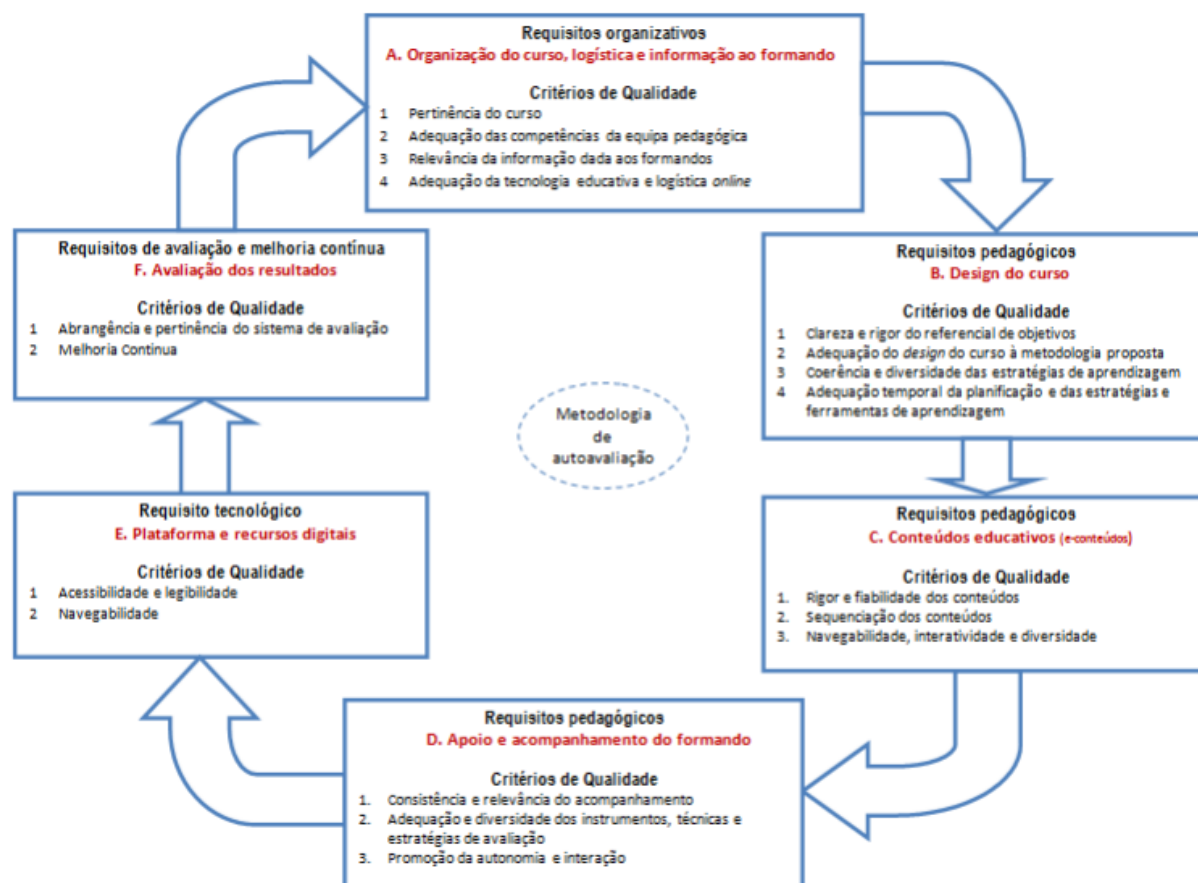 Requisitos organizativos
A. Organização do curso, logística e informação ao formando
Critérios de Qualidade
1 Pertinência do curso
2 Adequação das competências da equipa pedagógica
3 Relevância da informação dada aos formandos
4 Adequação da tecnologia educativa e logística online
Requisitos pedagógicos
B. Design do curso
Critérios de Qualidade
1 Clareza e rigor do referencial de objetivos
2 Adequação do design do curso à metodologia proposta
3 Coerência e diversidade das estratégias de aprendizagem
4 Adequação temporal da planificação e das estratégias e
ferramentas de aprendizagem
Requisitos pedagógicos
C. Conteúdos educativos (e-conteúdos)
Critérios de Qualidade
1. Rigor e fiabilidade dos conteúdos
2. Sequenciação dos conteúdos
3. Navegabilidade, interatividade e diversidade
Requisitos pedagógicos
D. Apoio e acompanhamento do formando
Critérios de Qualidade
1. Consistência e relevância do acompanhamento
2. Adequação e diversidade dos instrumentos, técnicas e
estratégias de avaliação
3. Promoção da autonomia e interação
Requisito tecnológico
E. Plataforma e recursos digitais
Critérios de Qualidade
1 Acessibilidade e legibilidade
2 Navegabilidade
Requisitos de avaliação e melhoria contínua
F. Avaliação dos resultados
Critérios de Qualidade
1 Abrangência e pertinência do sistema de avaliação
2 Melhoria Continua
Metodologia
de
autoavaliação